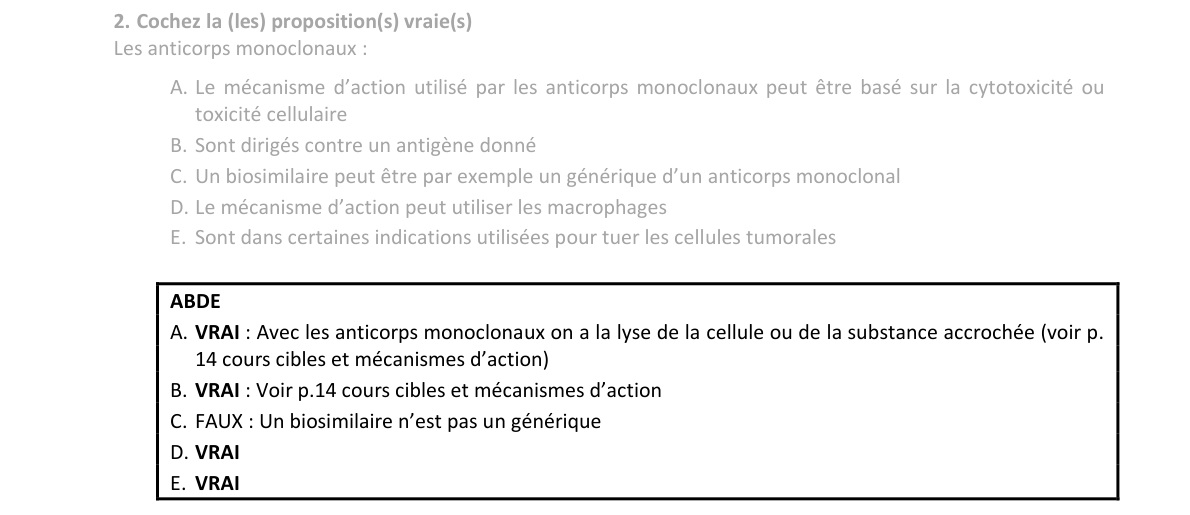 2. Cochez la (les) proposition(s) vraie(s)
Les anticorps monoclonaux :
A. Le mécanisme d’action utilisé par les anticorps monoclonaux peut être basé sur la cytotoxicité ou
toxicité cellulaire
B. Sont dirigés contre un antigène donné
C. Un biosimilaire peut être par exemple un générique d’un anticorps monoclonal
D. Le mécanisme d’action peut utiliser les macrophages
E. Sont dans certaines indications utilisées pour tuer les cellules tumorales
ABDE
A. VRAI : Avec les anticorps monoclonaux on a la lyse de la cellule ou de la substance accrochée (voir p.
14 cours cibles et mécanismes d’action)
B. VRAI : Voir p.14 cours cibles et mécanismes d’action
C. FAUX : Un biosimilaire n’est pas un générique
D. VRAI
E. VRAI